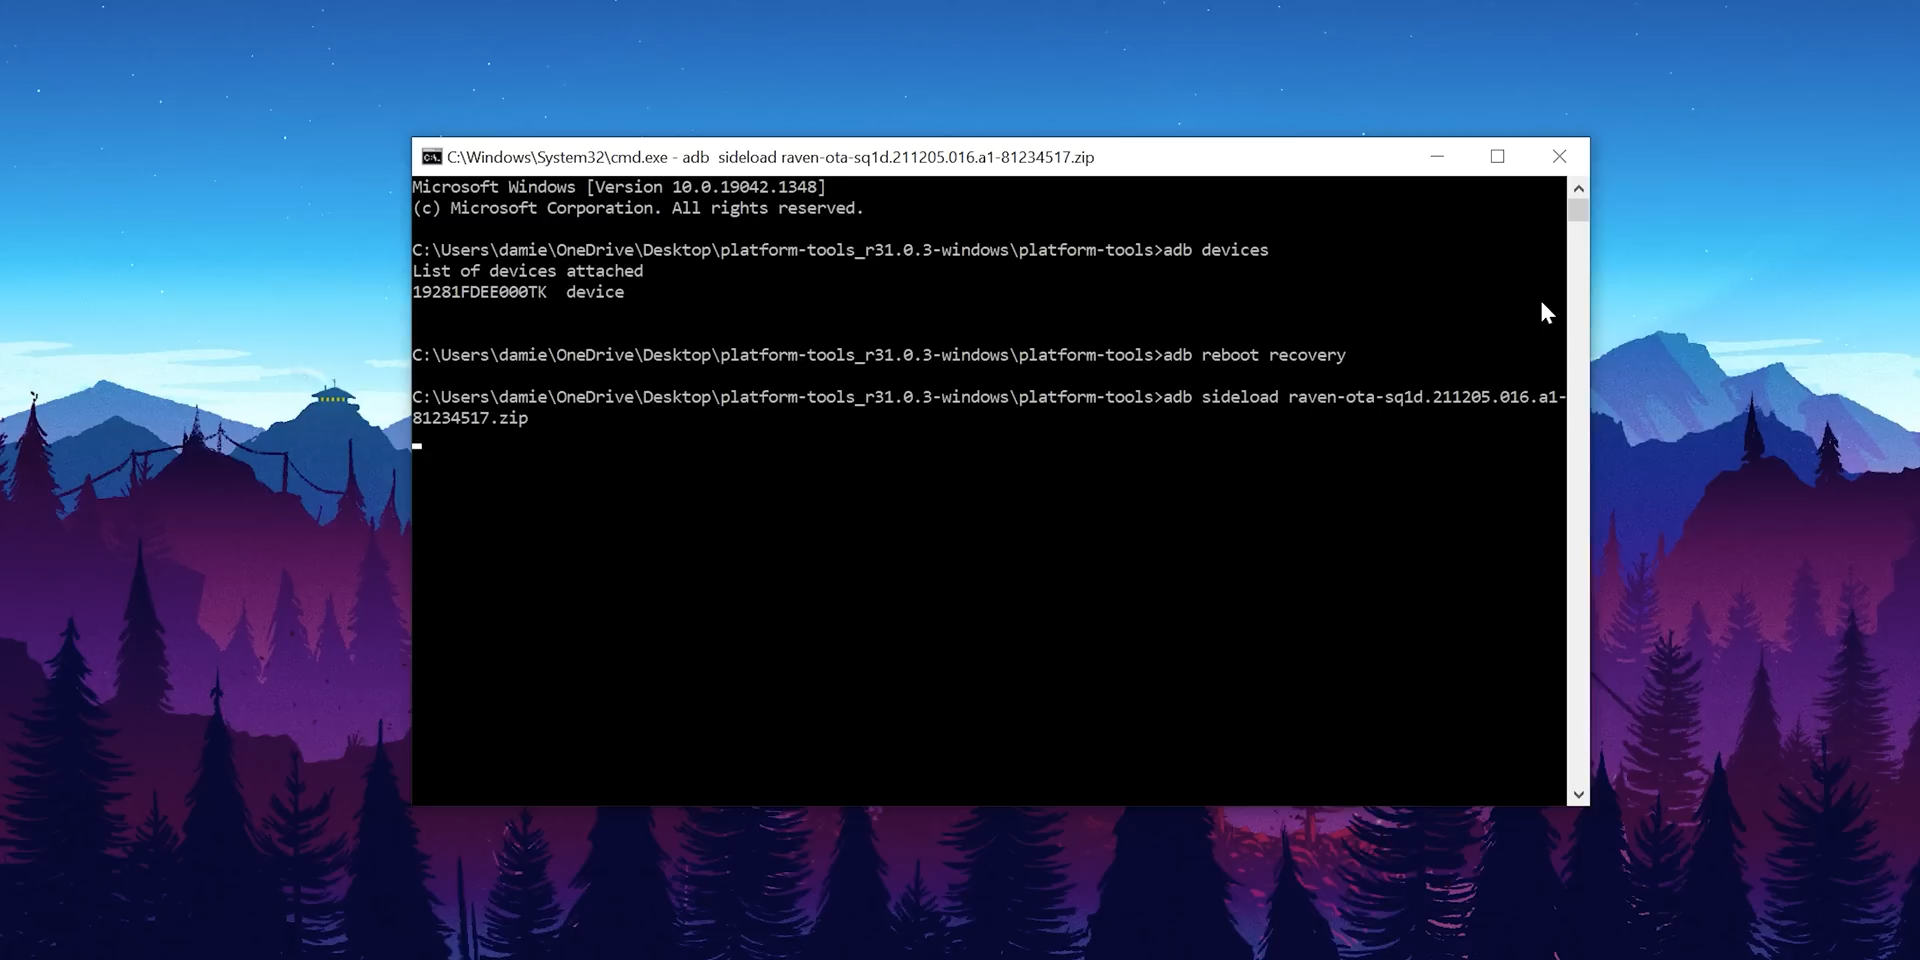 C:\Windows\System32\cmd.exe - adb  sideload raven-ota-sq1d.211205.016.a1-81234517.zip
Microsoft Windows [Version 10.0.19042.1348]
(c) Microsoft Corporation. All rights reserved.
C:\Users\damie\OneDrive\Desktop\platform-tools_r31.0.3-windows\platform-tools>adb devices
List of devices attached
19281FDEE000TK  device
C:\Users\damie\OneDrive\Desktop\platform-tools_r31.0.3-windows\platform-tools>adb reboot recovery
C:\Users\damie\OneDrive\Desktop\platform-tools_r31.0.3-windows\platform-tools>adb sideload raven-ota-sq1d.211205.016.a1-
81234517.zip